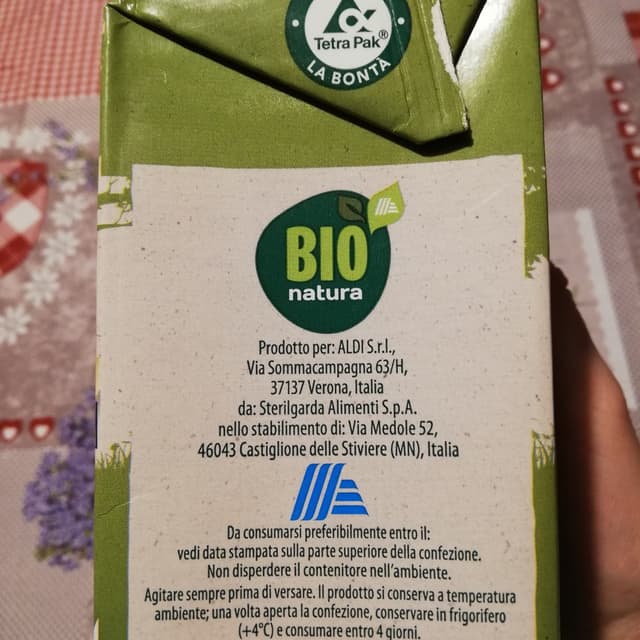 Tetra Pak®
LA BONTÀ
BIO
natura
Prodotto per: ALDI S.r.l.,
Via Sommacampagna 63/H,
37137 Verona, Italia
da: Sterilgarda Alimenti S.p.A.
nello stabilimento di: Via Medole 52,
46043 Castiglione delle Stiviere (MN), Italia
Da consumarsi preferibilmente entro il:
vedi data stampata sulla parte superiore della confezione.
Non disperdere il contenitore nell'ambiente.
Agitare sempre prima di versare. Il prodotto si conserva a temperatura
ambiente; una volta aperta la confezione, conservare in frigorifero
(+4°C) e consumare entro 4 giorni.